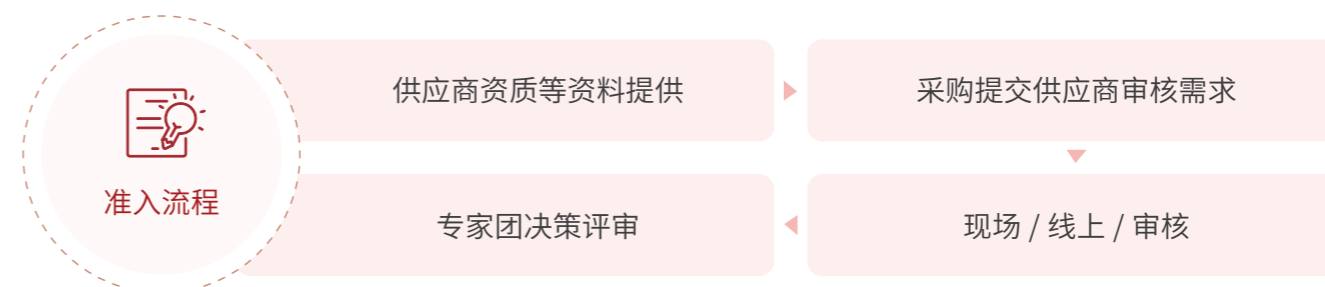 准入流程
供应商资质等资料提供
采购提交供应商审核需求
现场 / 线上 / 审核
专家团决策评审